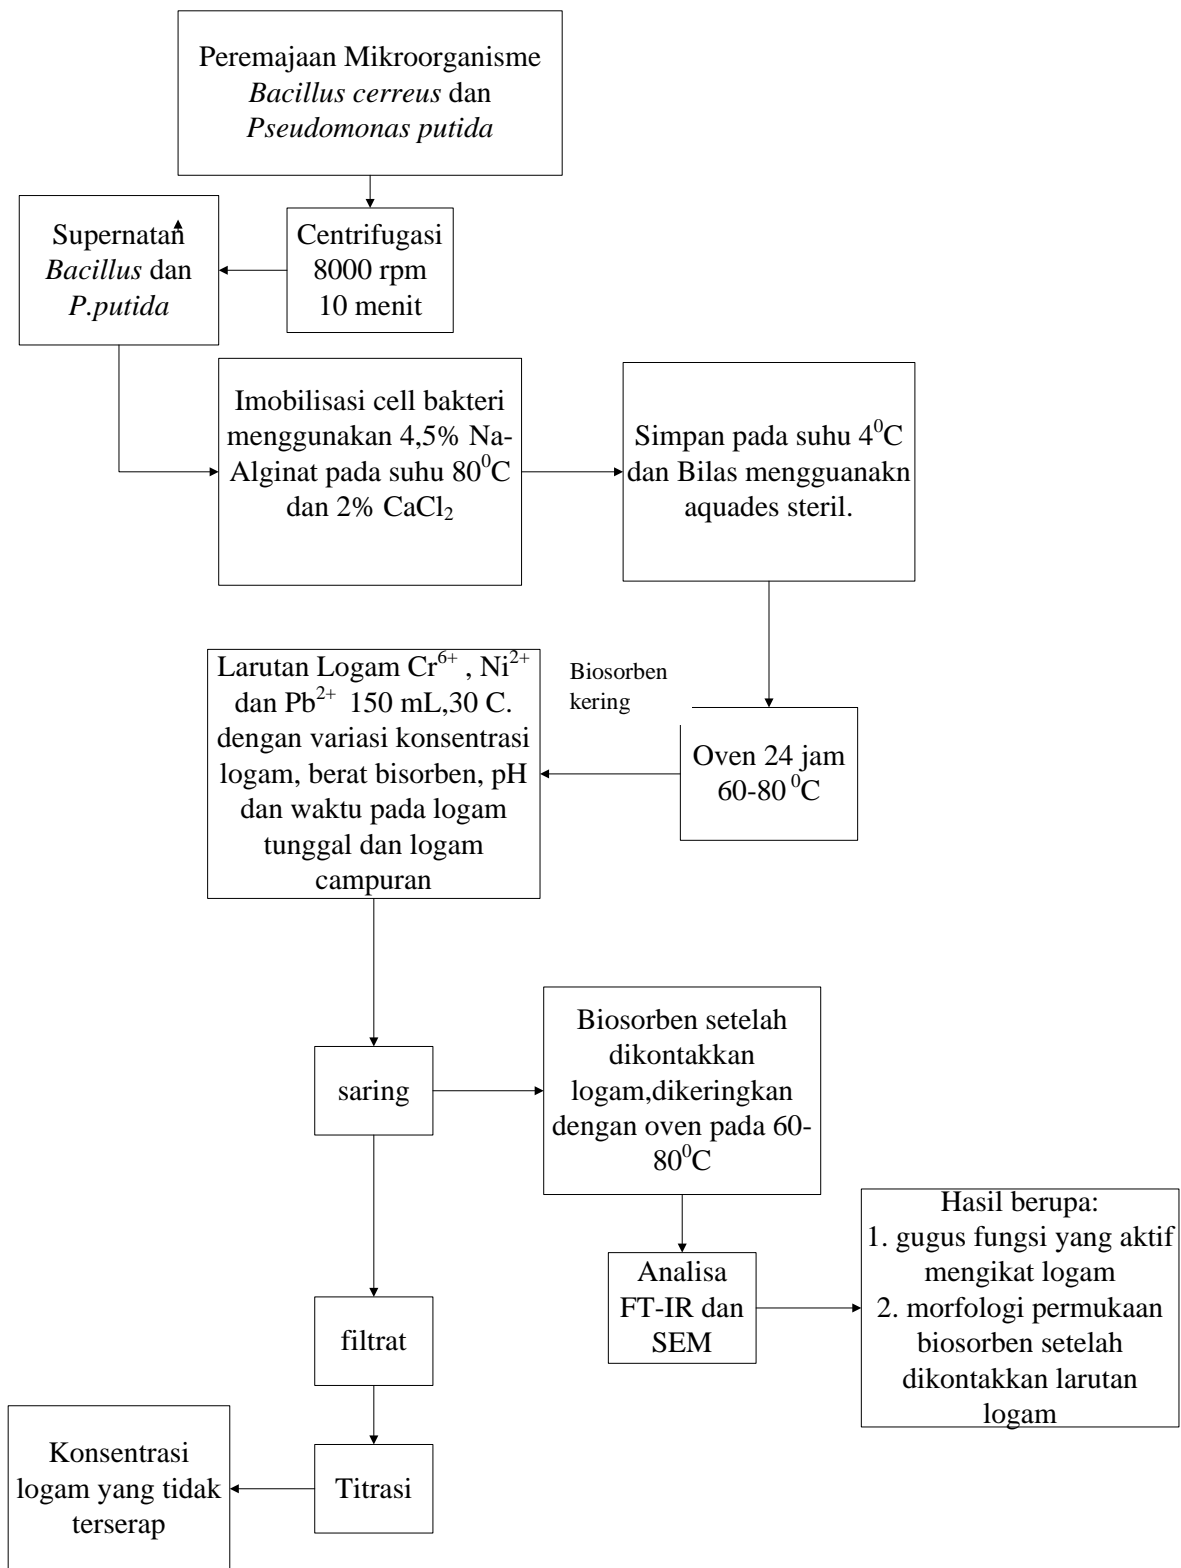 Peremajaan Mikroorganisme
Bacillus cerreus dan
Pseudomonas putida
Centrifugasi
8000 rpm
10 menit
Supernatan
Bacillus dan
P.putida
Imobilisasi cell bakteri
menggunakan 4,5% Na-
Alginat pada suhu 80⁰C
dan 2% CaCl₂
Simpan pada suhu 4⁰C
dan Bilas mengguanakn
aquades steril.
Oven 24 jam
60-80 ⁰C
Biosorben
kering
Larutan Logam Cr⁶⁺ , Ni²⁺
dan Pb²⁺ 150 mL,30 C.
dengan variasi konsentrasi
logam, berat bisorben, pH
dan waktu pada logam
tunggal dan logam
campuran
saring
Biosorben setelah
dikontakkan
logam,dikeringkan
dengan oven pada 60-
80⁰C
Analisa
FT-IR dan
SEM
Hasil berupa:
1. gugus fungsi yang aktif
mengikat logam
2. morfologi permukaan
biosorben setelah
dikontakkan larutan
logam
filtrat
Titrasi
Konsentrasi
logam yang tidak
terserap